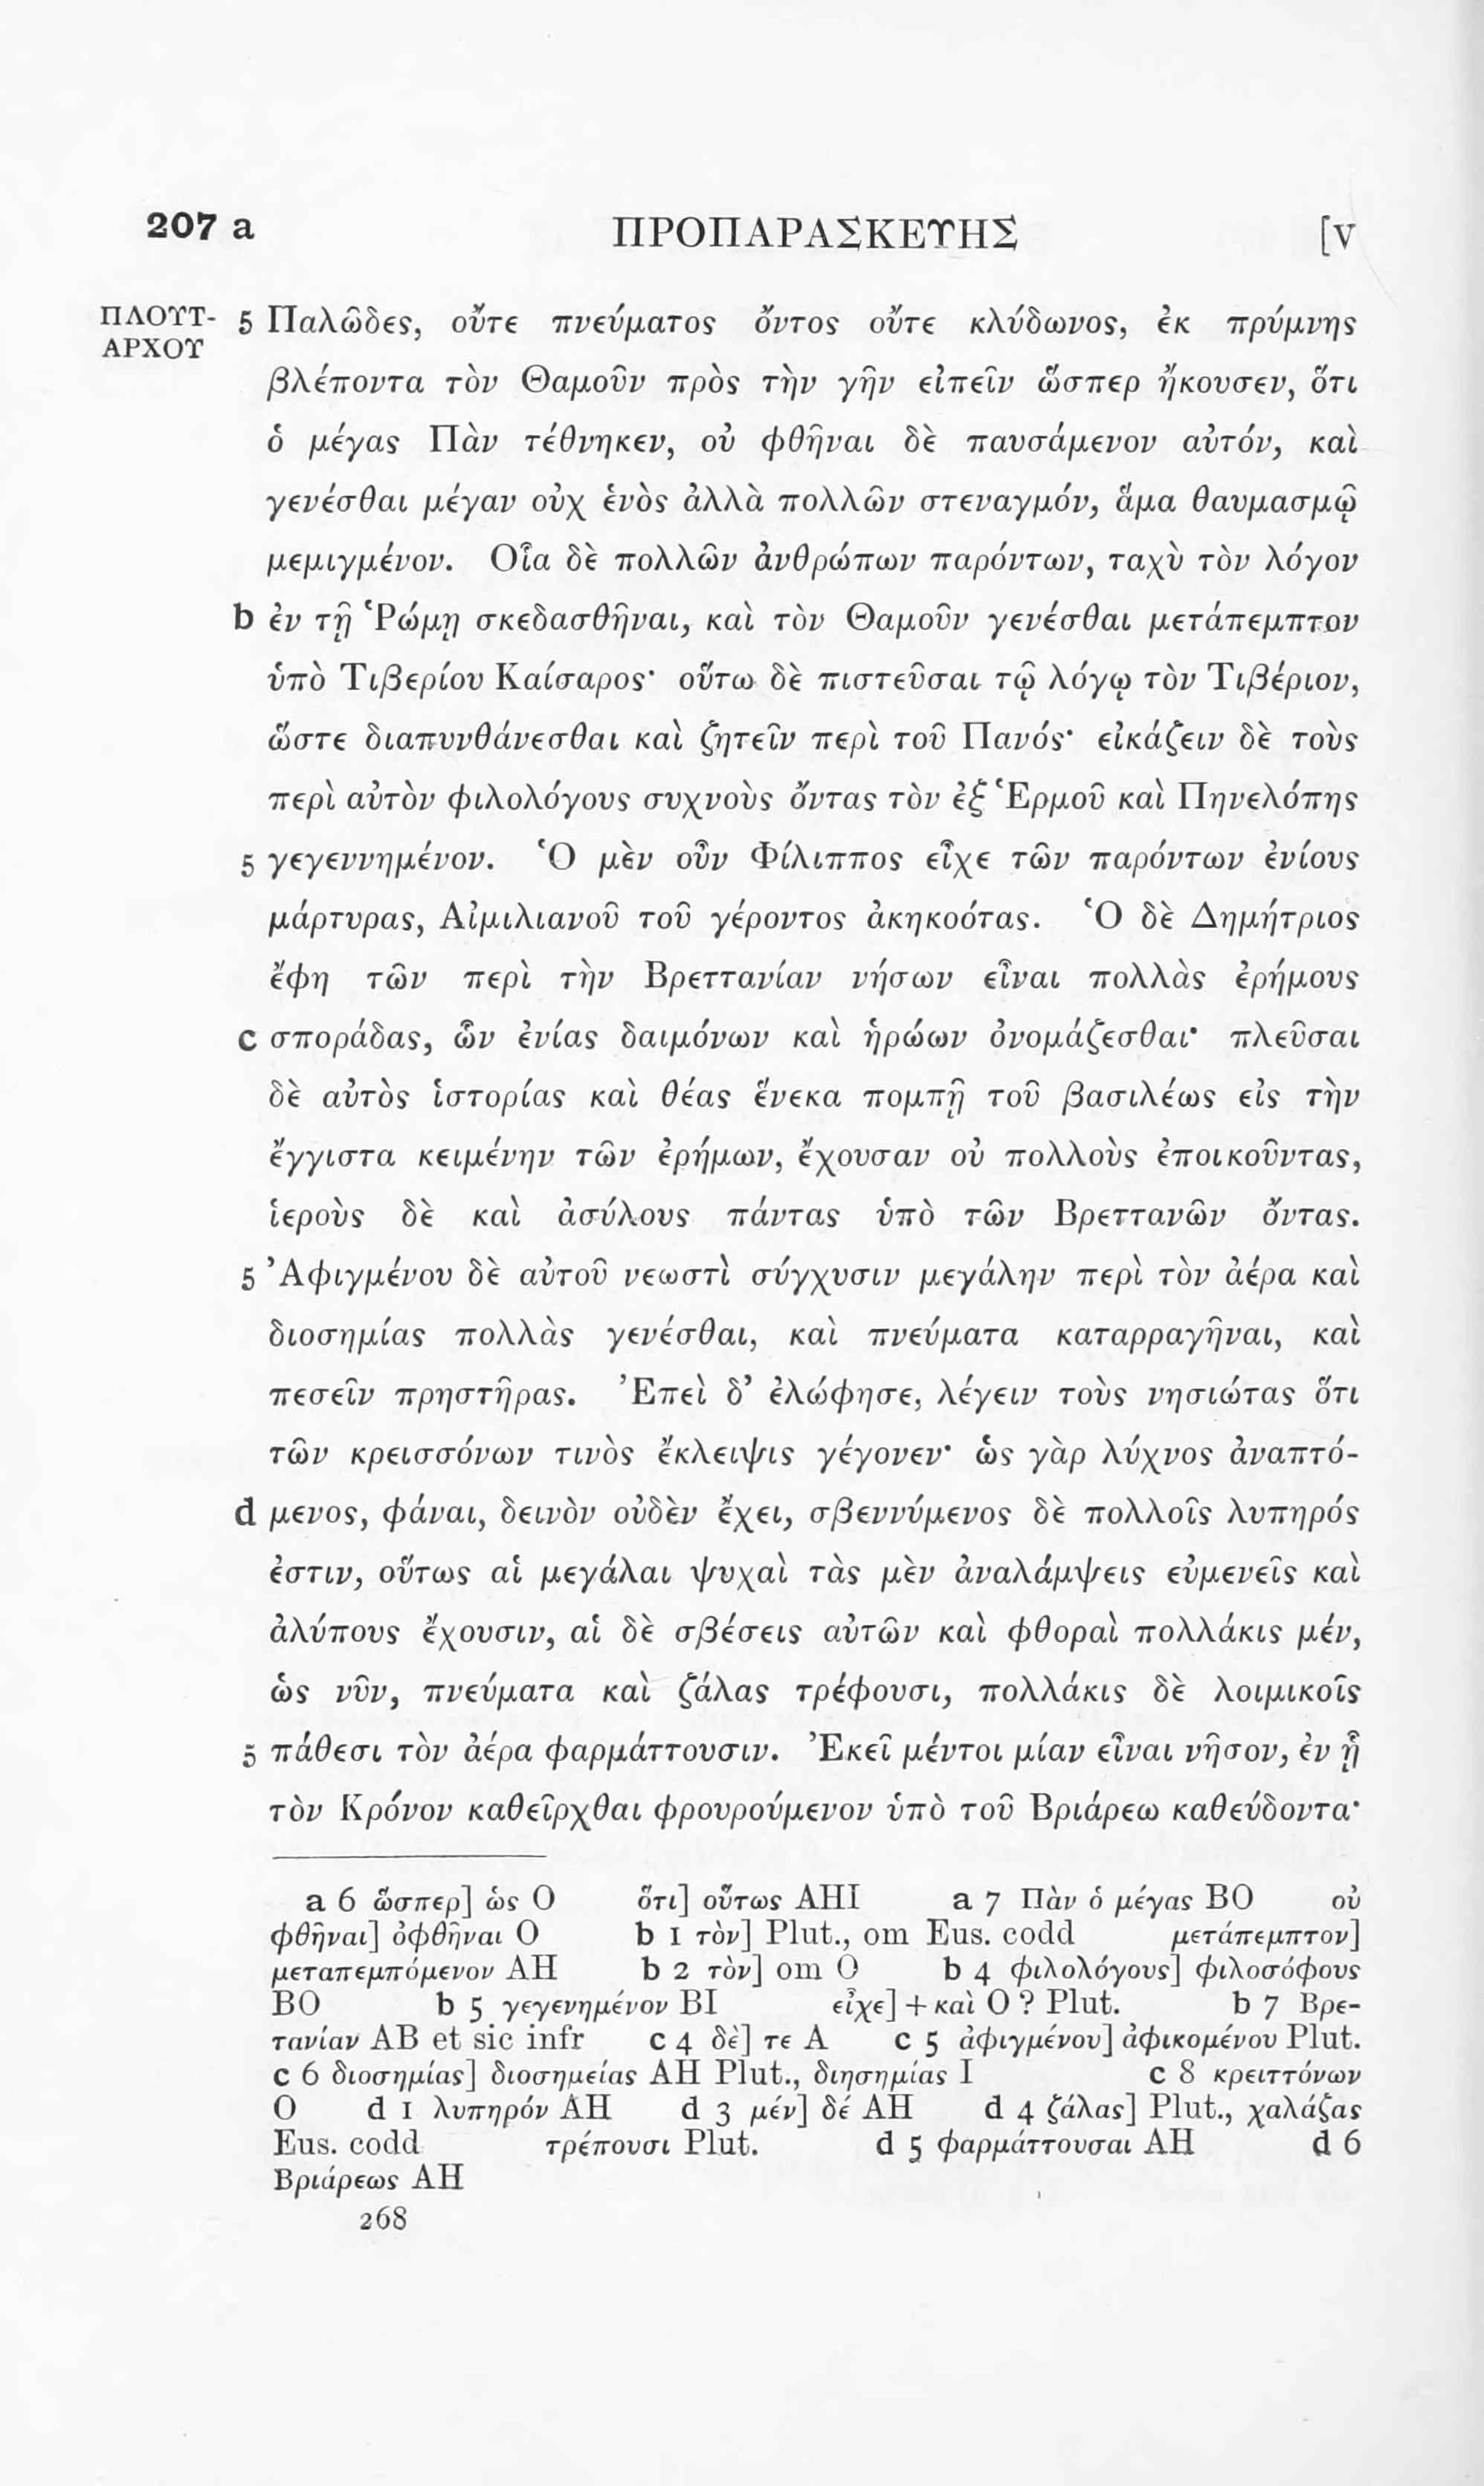 207 a ΠΡΟΠΑΡΑΣΚΕΥΗΣ [V
ΠΛΟΥΤ- 5 Παλῶδες, οὔτε πνεύματος ὄντος οὔτε κλύδωνος, ἐκ πρύμνης
ΑΡΧΟΥ
βλέποντα τὸν Θαμοῦν πρὸς τὴν γῆν εἰπεῖν ὥσπερ ἤκουσεν, ὅτι
ὁ μέγας Πὰν τέθνηκεν, οὐ φθῆναι δὲ παυσάμενον αὐτόν, καὶ
γενέσθαι μέγαν οὐχ ἑνὸς ἀλλὰ πολλῶν στεναγμόν, ἅμα θαυμασμῷ
μεμιγμένον. Οἷα δὲ πολλῶν ἀνθρώπων παρόντων, ταχὺ τὸν λόγον
b ἐν τῇ Ῥώμῃ σκεδασθῆναι, καὶ τὸν Θαμοῦν γενέσθαι μετάπεμπτον
ὑπὸ Τιβερίου Καίσαρος· οὕτω δὲ πιστεῦσαι τῷ λόγῳ τὸν Τιβέριον,
ὥστε διαπυνθάνεσθαι καὶ ζητεῖν περὶ τοῦ Πανός· εἰκάζειν δὲ τοὺς
περὶ αὐτὸν φιλολόγους συχνοὺς ὄντας τὸν ἐξ Ἑρμοῦ καὶ Πηνελόπης
5 γεγεννημένον. Ὁ μὲν οὖν Φίλιππος εἶχε τῶν παρόντων ἐνίους
μάρτυρας, Αἰμιλιανοῦ τοῦ γέροντος ἀκηκοότας. Ὁ δὲ Δημήτριος
ἔφη τῶν περὶ τὴν Βρεττανίαν νήσων εἶναι πολλὰς ἐρήμους
c σποράδας, ὧν ἐνίας δαιμόνων καὶ ἡρώων ὀνομάζεσθαι· πλεῦσαι
δὲ αὐτὸς ἱστορίας καὶ θέας ἕνεκα πομπῇ τοῦ βασιλέως εἰς τὴν
ἔγγιστα κειμένην τῶν ἐρήμων, ἔχουσαν οὐ πολλοὺς ἐποικοῦντας,
ἱεροὺς δὲ καὶ ἀσύλους πάντας ὑπὸ τῶν Βρεττανῶν ὄντας.
5 Ἀφιγμένου δὲ αὐτοῦ νεωστὶ σύγχυσιν μεγάλην περὶ τὸν ἀέρα καὶ
διοσημίας πολλὰς γενέσθαι, καὶ πνεύματα καταρραγῆναι, καὶ
πεσεῖν πρηστῆρας. Ἐπεὶ δ’ ἐλώφησε, λέγειν τοὺς νησιώτας ὅτι
τῶν κρεισσόνων τινὸς ἔκλειψις γέγονεν· ὡς γὰρ λύχνος ἀναπτό-
d μενος, φάναι, δεινὸν οὐδὲν ἔχει, σβεννύμενος δὲ πολλοῖς λυπηρός
ἐστιν, οὕτως αἱ μεγάλαι ψυχαὶ τὰς μὲν ἀναλάμψεις εὐμενεῖς καὶ
ἀλύπους ἔχουσιν, αἱ δὲ σβέσεις αὐτῶν καὶ φθοραὶ πολλάκις μέν,
ὡς νῦν, πνεύματα καὶ ζάλας τρέφουσι, πολλάκις δὲ λοιμικοῖς
5 πάθεσι τὸν ἀέρα φαρμάττουσιν. Ἐκεῖ μέντοι μίαν εἶναι νῆσον, ἐν ᾗ
τὸν Κρόνον καθεῖρχθαι φρουρούμενον ὑπὸ τοῦ Βριάρεω καθεύδοντα·
a 6 ὥσπερ] ὡς O ὅτι] οὕτως AHI a 7 Πὰν ὁ μέγας BO οὐ
φθῆναι] ὀφθῆναι O b 1 τὸν] Plut., om Eus. codd μετάπεμπτον]
μεταπεμπόμενον AH b 2 τὸν] om O b 4 φιλολόγους] φιλοσόφους
BO b 5 γεγενημένον BI εἶχε] + καὶ O ? Plut. b 7 Βρε-
τανίαν AB et sic infr c 4 δὲ] τε A c 5 ἀφιγμένου] ἀφικομένου Plut.
c 6 διοσημίας] διοσημείας AH Plut., διησημίας I c 8 κρειττόνων
O d 1 λυπηρόν AH d 3 μέν] δέ AH d 4 ζάλας] Plut., χαλάζας
Eus. codd τρέπουσι Plut. d 5 φαρμάττουσαι AH d 6
Βριάρεως AH
268